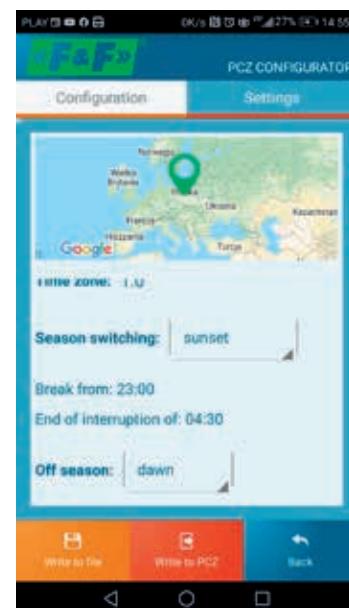 PLAY
0K/s 27% 14:55
«F&F»
PCZ CONFIGURATOR
Configuration Settings
Norwegia
Wielka
Brytania
Polska
Ukraina
Kazachstan
Francja
Hiszpania
Turcja
Google
Time zone: 1.0
Season switching: sunset
Break from: 23:00
End of interruption of: 04:30
Off season: dawn
Write to file Write to PCZ Back